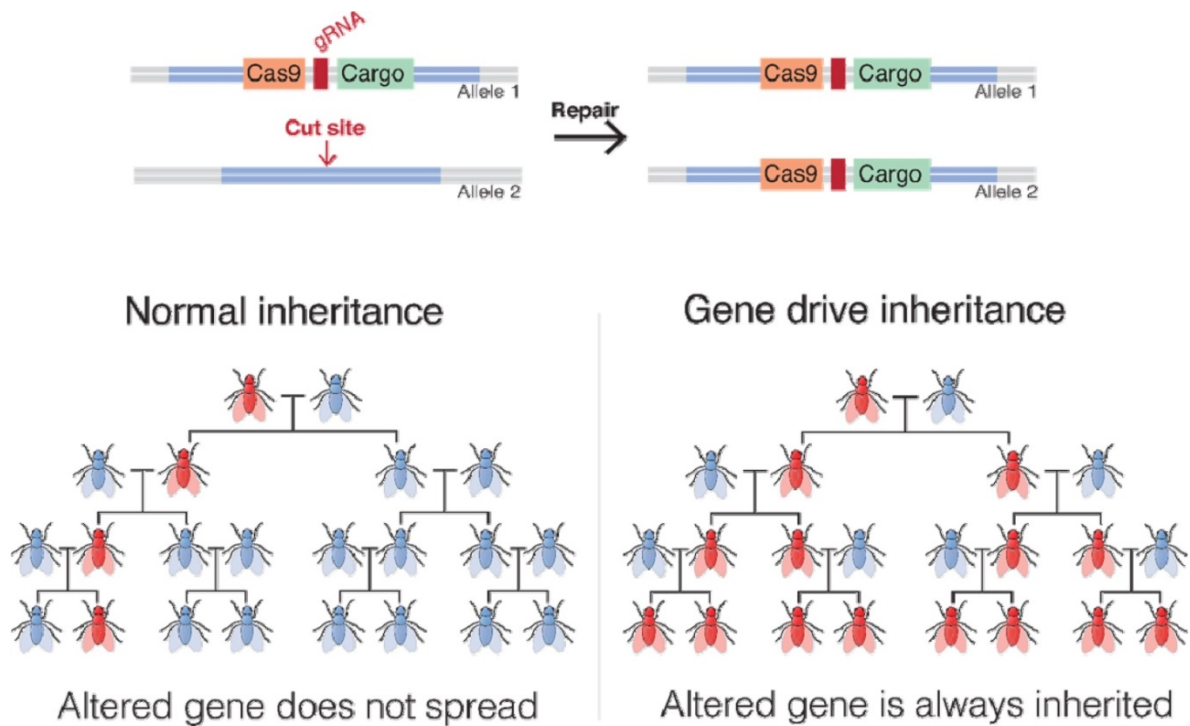 gRNA
Cas9 Cargo
Allele 1
Cut site
Allele 2
Repair
Cas9 Cargo
Allele 1
Cas9 Cargo
Allele 2
Normal inheritance
Gene drive inheritance
Altered gene does not spread
Altered gene is always inherited